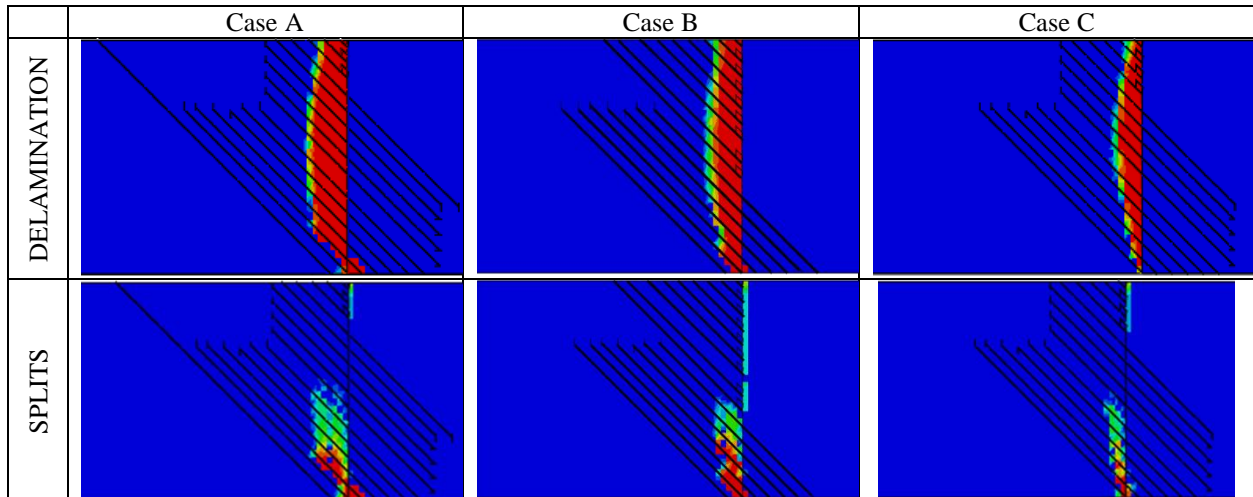 Case A
Case B
Case C
DELAMINATION
SPLITS